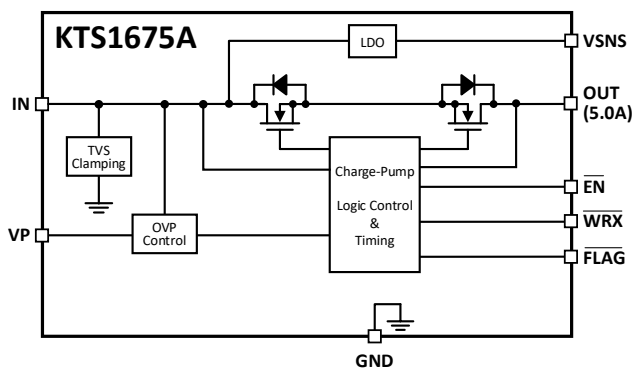 KTS1675A
LDO
VSNS
IN
OUT
(5.0A)
TVS
Clamping
Charge-Pump
Logic Control
&
Timing
EN
WRX
FLAG
VP
OVP
Control
GND